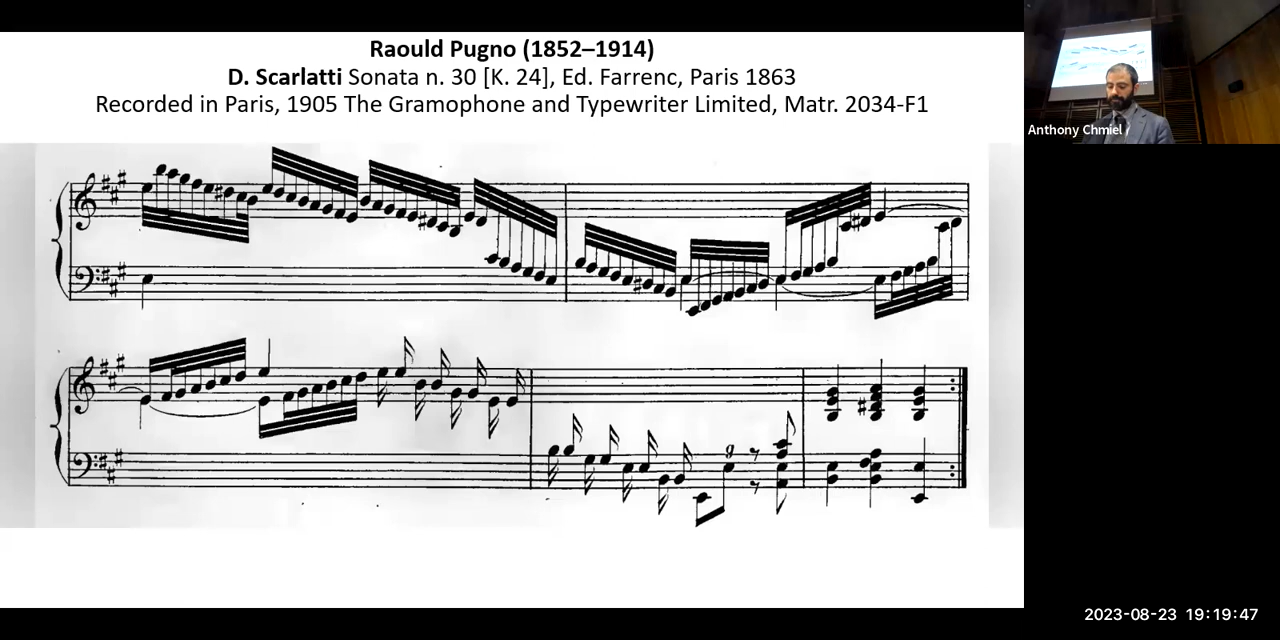 Raould Pugno (1852–1914)
D. Scarlatti Sonata n. 30 [K. 24], Ed. Farrenc, Paris 1863
Recorded in Paris, 1905 The Gramophone and Typewriter Limited, Matr. 2034-F1
Anthony Chmiel
2023-08-23 19:19:47